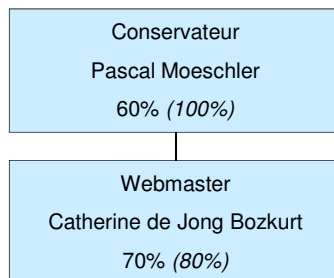 Conservateur
Pascal Moeschler
60% (100%)
Webmaster
Catherine de Jong Bozkurt
70% (80%)